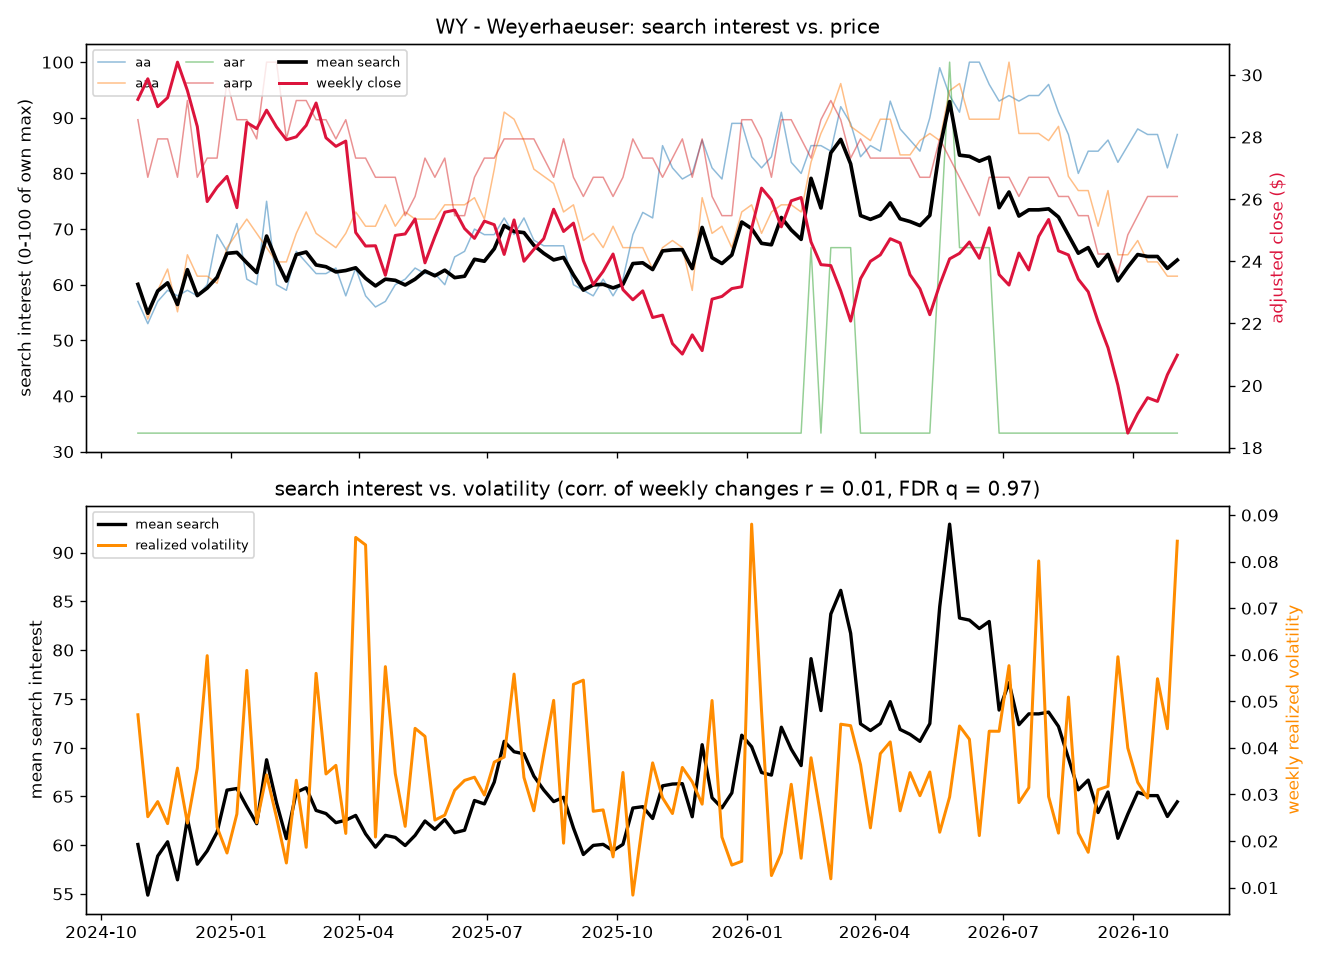 WY - Weyerhaeuser: search interest vs. price
aa
aaa
aar
aarp
mean search
weekly close
search interest (0-100 of own max)
100
90
80
70
60
50
40
30
adjusted close ($)
30
28
26
24
22
20
18
search interest vs. volatility (corr. of weekly changes r = 0.01, FDR q = 0.97)
mean search
realized volatility
mean search interest
90
85
80
75
70
65
60
55
weekly realized volatility
0.09
0.08
0.07
0.06
0.05
0.04
0.03
0.02
0.01
2024-10
2025-01
2025-04
2025-07
2025-10
2026-01
2026-04
2026-07
2026-10